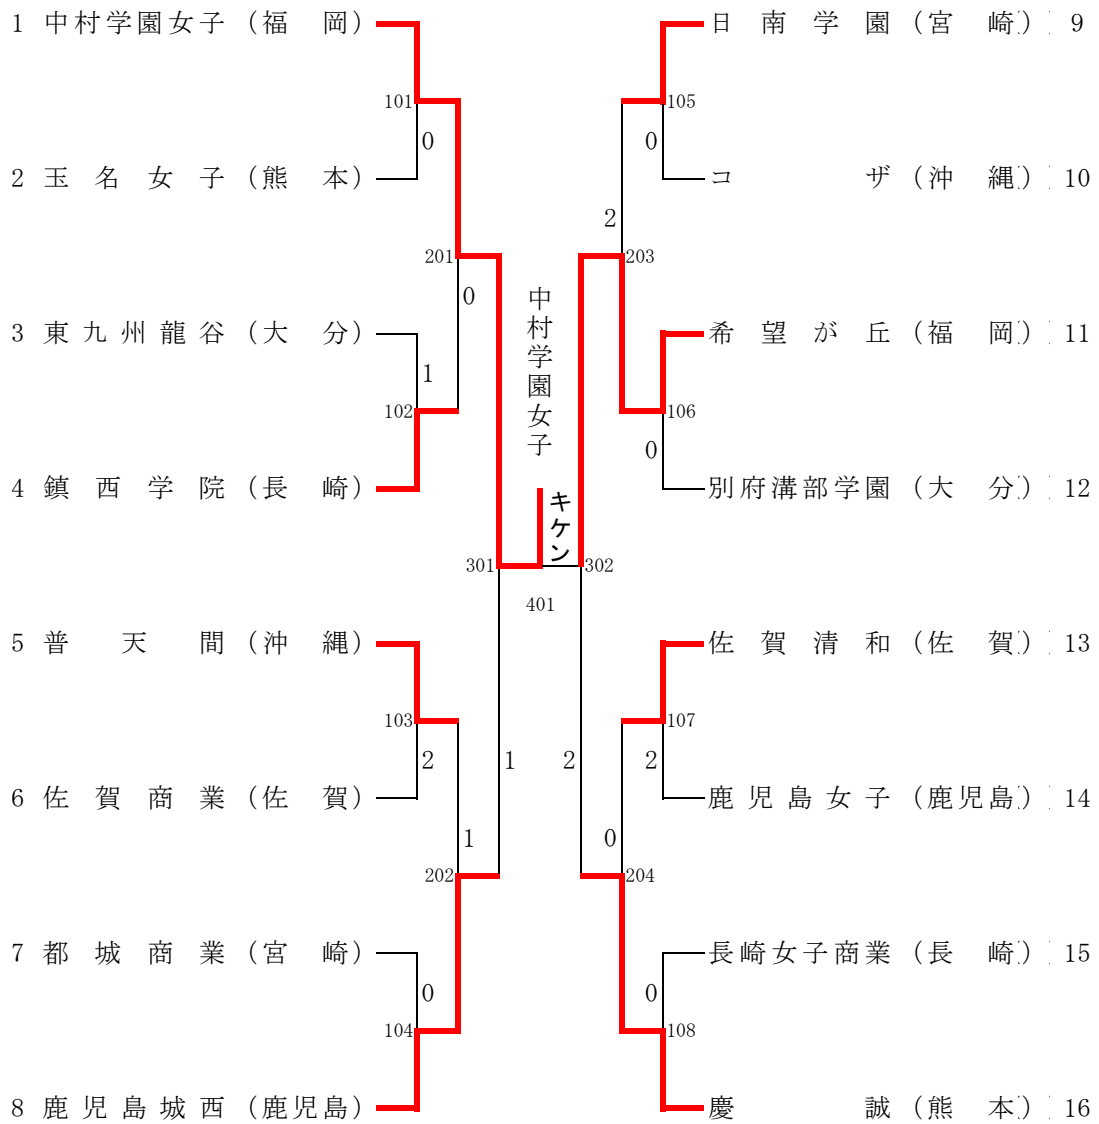 1 中村学園女子（福 岡）
日 南 学 園（宮 崎） 9
101
105
0
0
2 玉 名 女 子（熊 本）
コ ザ（沖 縄） 10
2
201
203
0
中村学園女子
3 東九州龍谷（大 分）
希 望 が 丘（福 岡） 11
1
102
106
0
4 鎮 西 学 院（長 崎）
別府溝部学園（大 分） 12
キケン
301
302
401
5 普 天 間（沖 縄）
佐 賀 清 和（佐 賀） 13
103
107
2
1
2
2
6 佐 賀 商 業（佐 賀）
鹿児島女子（鹿児島） 14
1
0
202
204
7 都 城 商 業（宮 崎）
長崎女子商業（長 崎） 15
0
0
104
108
8 鹿児島城西（鹿児島）
慶 誠（熊 本） 16